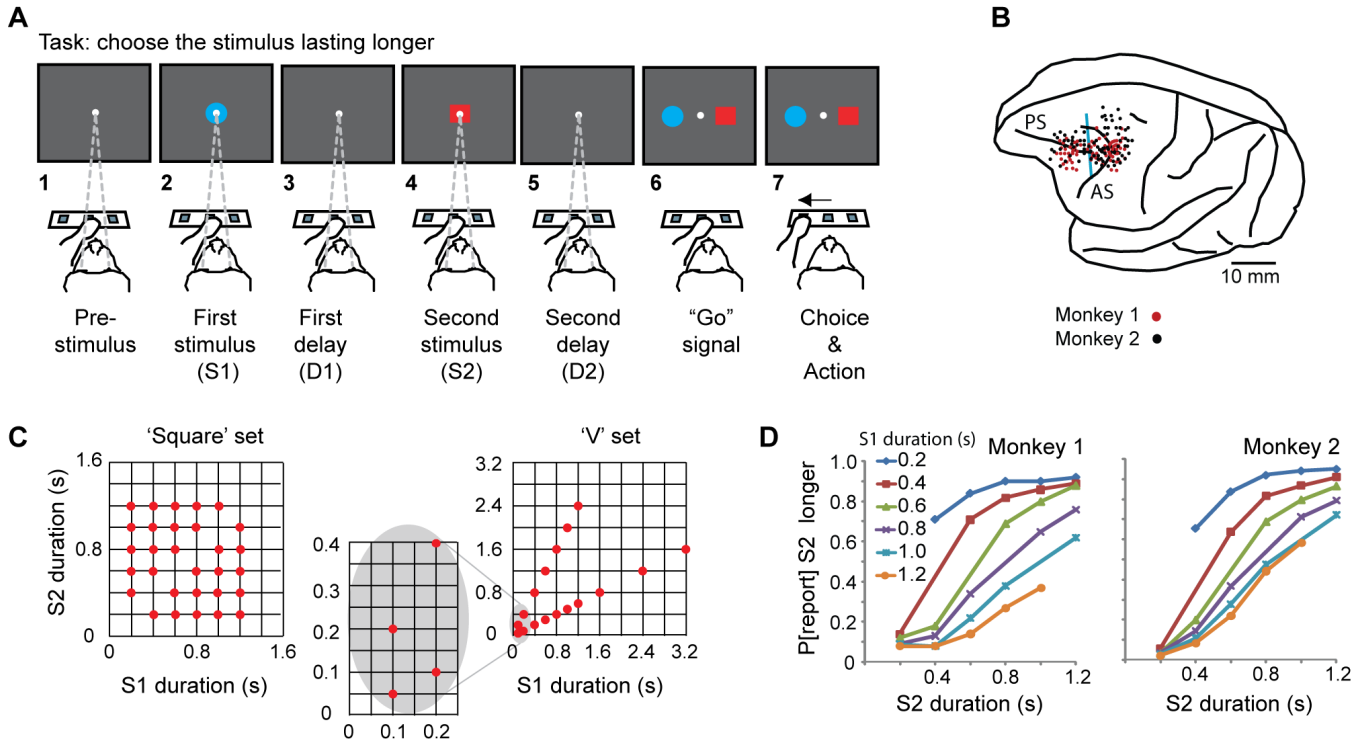 A
Task: choose the stimulus lasting longer
1
2
3
4
5
6
7
Pre-
stimulus
First
stimulus
(S1)
First
delay
(D1)
Second
stimulus
(S2)
Second
delay
(D2)
“Go”
signal
Choice
&
Action
B
PS
AS
10 mm
Monkey 1
Monkey 2
C
‘Square’ set
1.6
0.8
0
S2 duration (s)
0
0.8
1.6
S1 duration (s)
0.4
0.3
0.2
0.1
0
0
0.1
0.2
‘V’ set
3.2
2.4
1.6
0.8
0
0
0.8
1.6
2.4
3.2
S1 duration (s)
D
S1 duration (s)
0.2
0.4
0.6
0.8
1.0
1.2
Monkey 1
1.0
0.8
0.6
0.4
0.2
0
P[report] S2 longer
0.4
0.8
1.2
S2 duration (s)
Monkey 2
0.4
0.8
1.2
S2 duration (s)